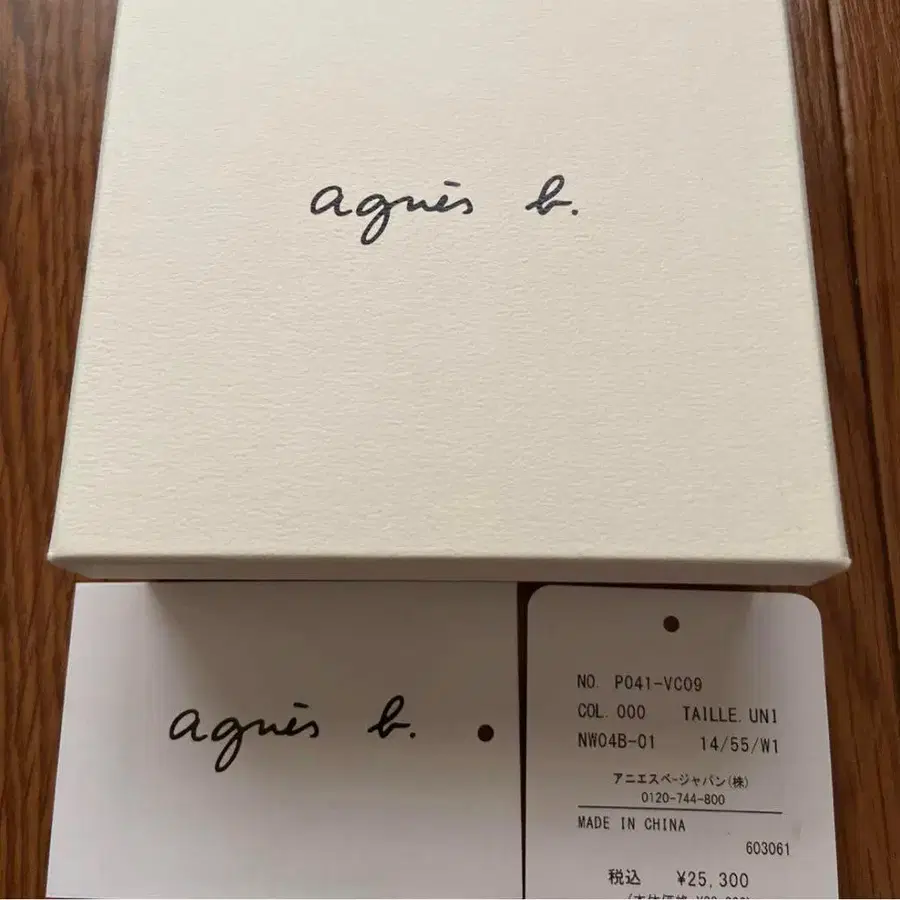 agnès b.
agnès b.
NO. P041-VC09
COL. 000 TAILLE. UNI
NW04B-01 14/55/W1
アニエスベージャパン(株)
0120-744-800
MADE IN CHINA
603061
税込 ¥25,300